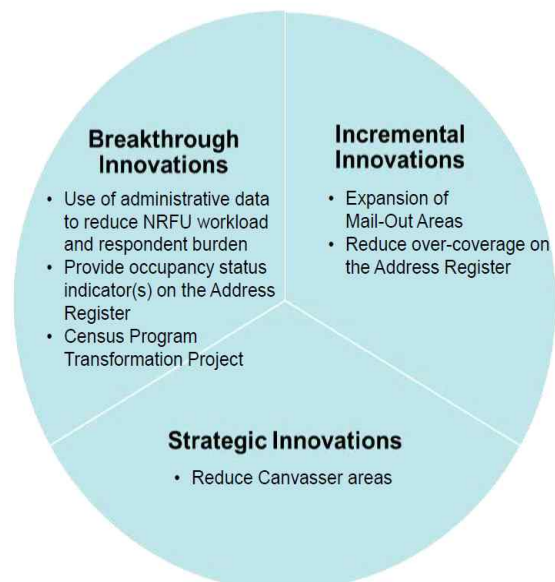 Breakthrough
Innovations
• Use of administrative data
to reduce NRFU workload
and respondent burden
• Provide occupancy status
indicator(s) on the Address
Register
• Census Program
Transformation Project
Incremental
Innovations
• Expansion of
Mail-Out Areas
• Reduce over-coverage on
the Address Register
Strategic Innovations
• Reduce Canvasser areas